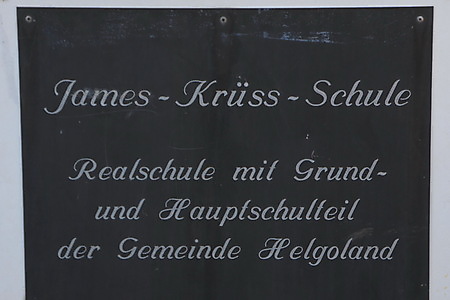 James - Krüss - Schule
Realschule mit Grund-
und Hauptschulteil
der Gemeinde Helgoland